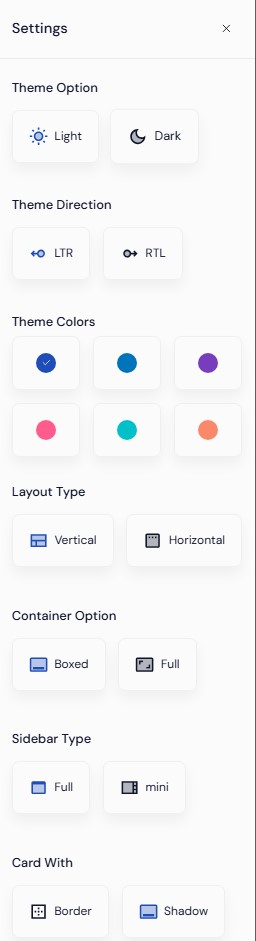 Settings
Theme Option
Light Dark
Theme Direction
LTR RTL
Theme Colors
Layout Type
Vertical Horizontal
Container Option
Boxed Full
Sidebar Type
Full mini
Card With
Border Shadow